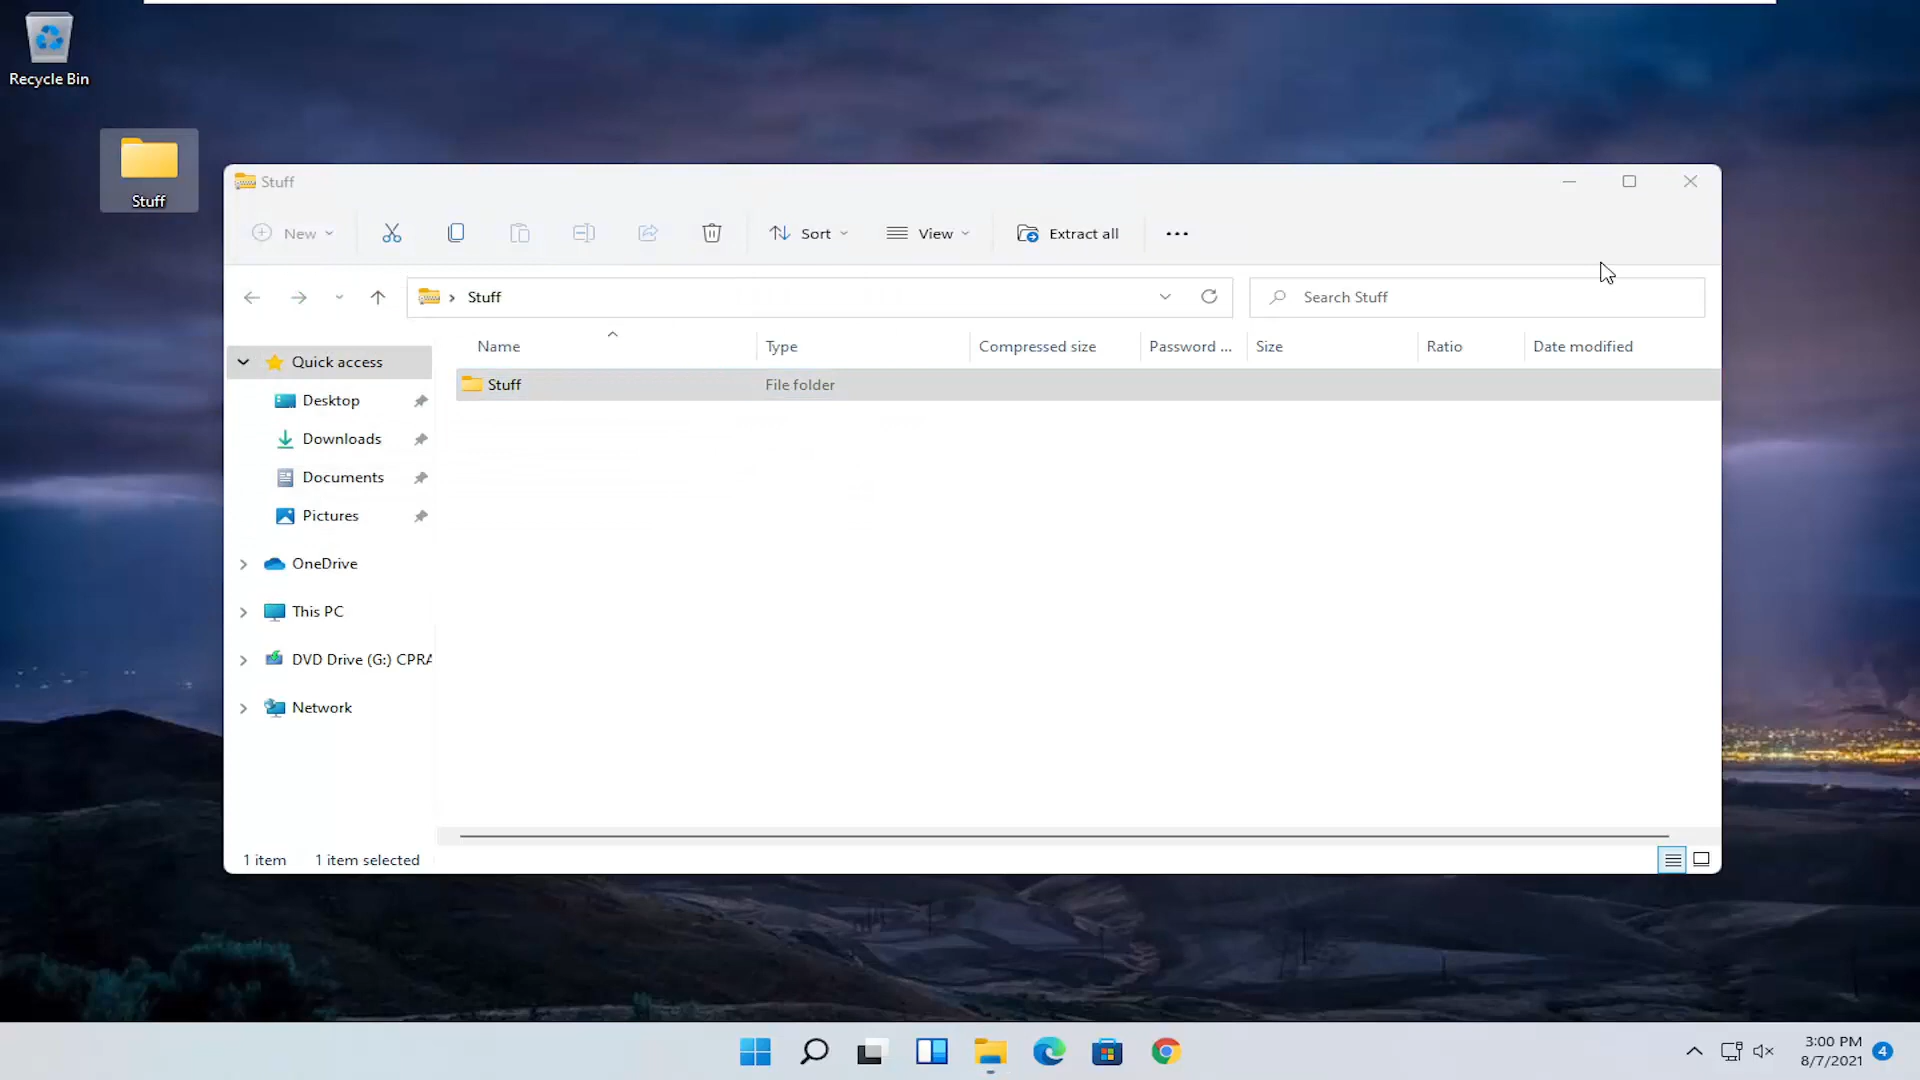 Recycle Bin
Stuff
Stuff
New
Sort
View
Extract all
Stuff
Search Stuff
Name
Type
Compressed size
Password ...
Size
Ratio
Date modified
Quick access
Stuff
File folder
Desktop
Downloads
Documents
Pictures
OneDrive
This PC
DVD Drive (G:) CPRA
Network
1 item
1 item selected
3:00 PM
8/7/2021
4